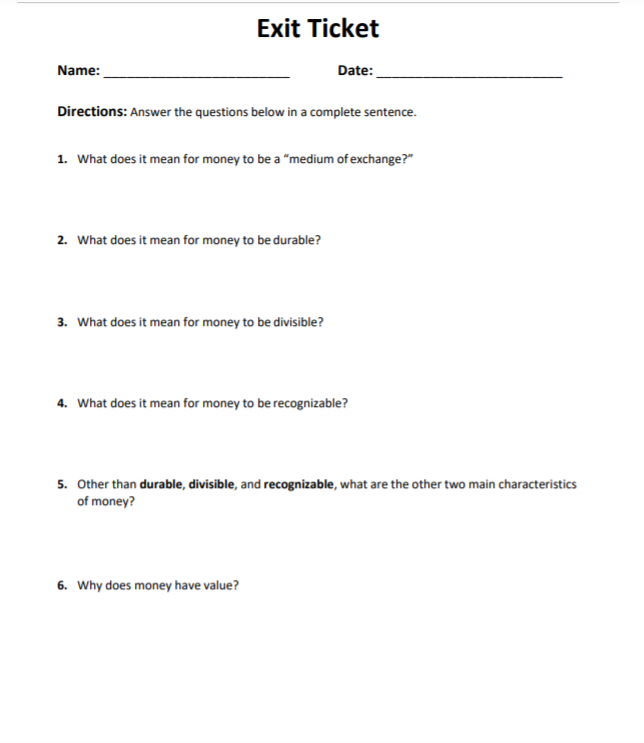 Exit Ticket
Name: __________________________ Date: __________________________
Directions: Answer the questions below in a complete sentence.
1. What does it mean for money to be a “medium of exchange?”
2. What does it mean for money to be durable?
3. What does it mean for money to be divisible?
4. What does it mean for money to be recognizable?
5. Other than durable, divisible, and recognizable, what are the other two main characteristics
of money?
6. Why does money have value?